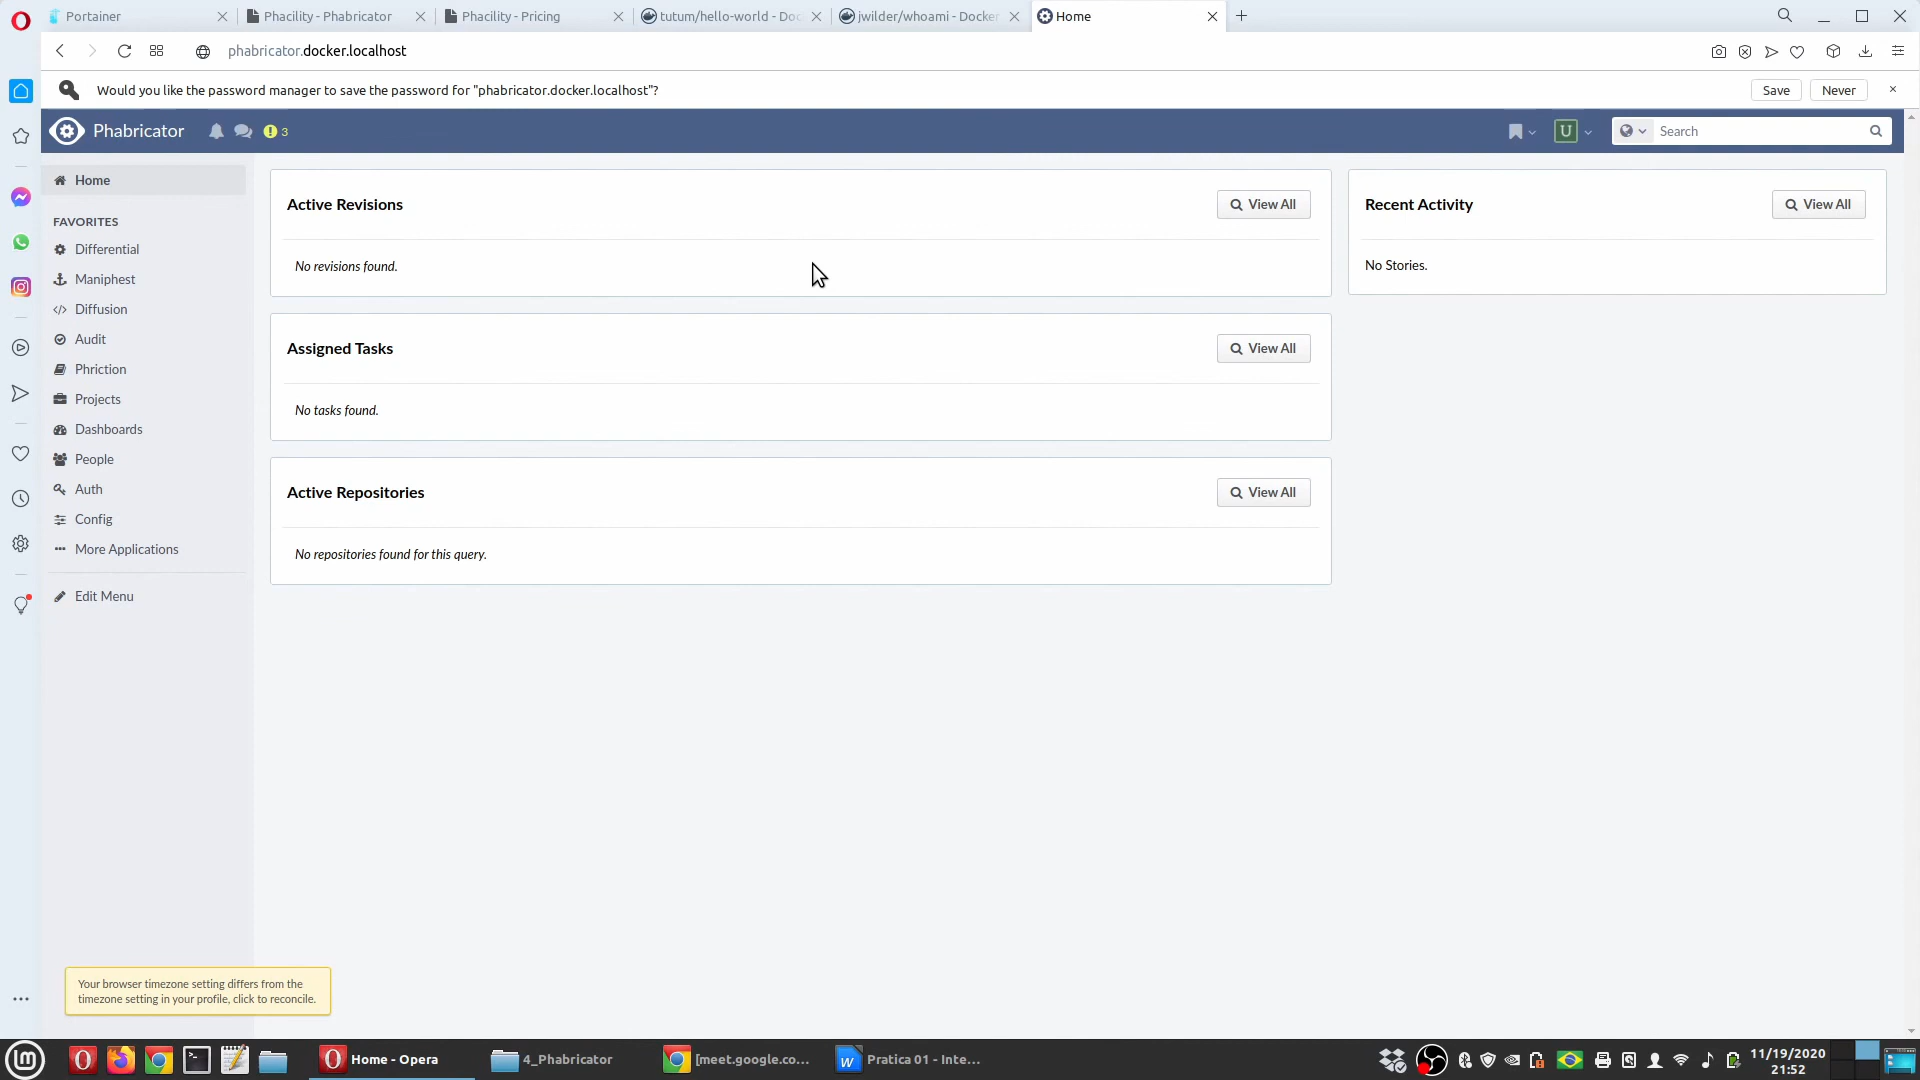 Portainer
Phacility - Phabricator
Phacility - Pricing
tutum/hello-world - Doc
jwilder/whoami - Docker
Home
phabricator.docker.localhost
Would you like the password manager to save the password for "phabricator.docker.localhost"?
Save
Never
Phabricator
3
U
Search
Home
FAVORITES
Differential
Maniphest
Diffusion
Audit
Phriction
Projects
Dashboards
People
Auth
Config
More Applications
Edit Menu
Active Revisions
View All
No revisions found.
Assigned Tasks
View All
No tasks found.
Active Repositories
View All
No repositories found for this query.
Recent Activity
View All
No Stories.
Your browser timezone setting differs from the
timezone setting in your profile, click to reconcile.
Home - Opera
4_Phabricator
[meet.google.co...
Pratica 01 - Inte...
11/19/2020
21:52